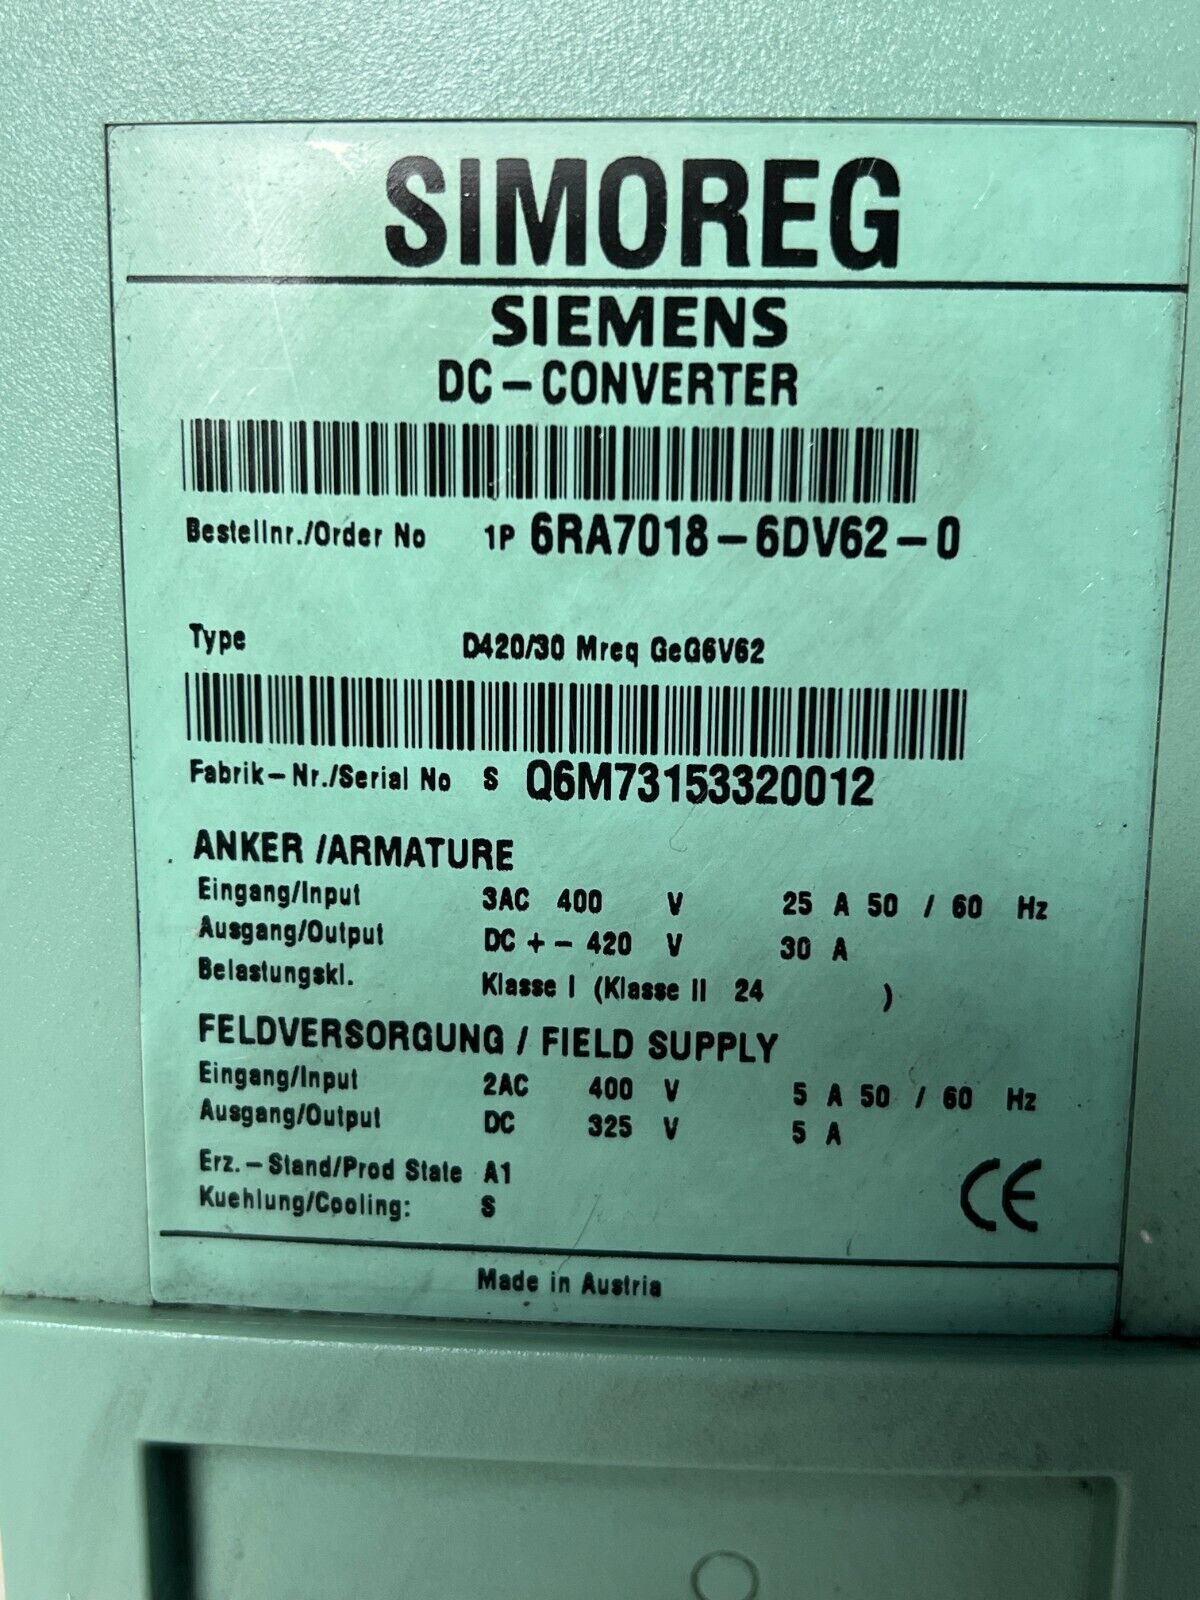 SIMOREG
SIEMENS
DC-CONVERTER
Bestellnr./Order No 1P 6RA7018-6DV62-0
Type D420/30 Mreq GeG6V62
Fabrik-Nr./Serial No S Q6M73153320012
ANKER /ARMATURE
Eingang/Input 3AC 400 V 25 A 50 / 60 Hz
Ausgang/Output DC + - 420 V 30 A
Belastungskl. Klasse I (Klasse II 24 )
FELDVERSORGUNG / FIELD SUPPLY
Eingang/Input 2AC 400 V 5 A 50 / 60 Hz
Ausgang/Output DC 325 V 5 A
Erz.-Stand/Prod State A1
Kuehlung/Cooling: S
CE
Made in Austria